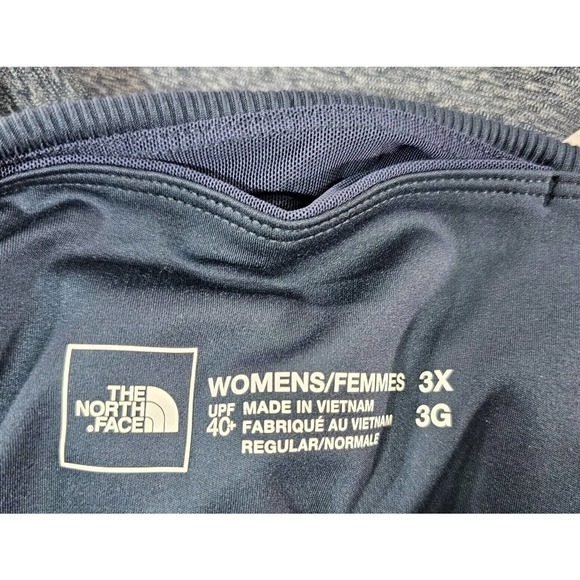 THE
NORTH
FACE
WOMENS/FEMMES 3X
UPF 40+ MADE IN VIETNAM
FABRIQUÉ AU VIETNAM 3G
REGULAR/NORMALE